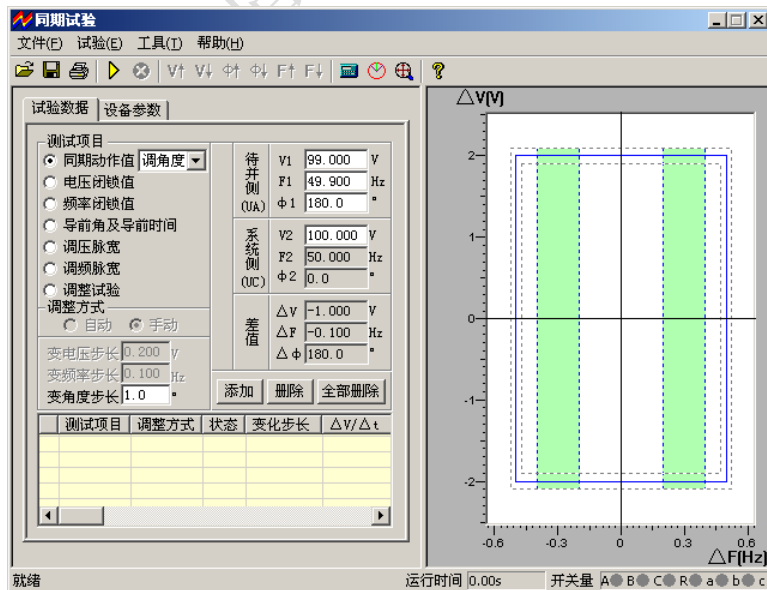 同期试验
文件(F) 试验(E) 工具(T) 帮助(H)
V↑ V↓ Φ↑ Φ↓ F↑ F↓
试验数据 设备参数
测试项目
同期动作值 调角度
电压闭锁值
频率闭锁值
导前角及导前时间
调压脉宽
调频脉宽
调整试验
调整方式
自动 手动
变电压步长 0.200 V
变频率步长 0.100 Hz
变角度步长 1.0 °
待并侧(UA)
V1 99.000 V
F1 49.900 Hz
Φ1 180.0 °
系统侧(UC)
V2 100.000 V
F2 50.000 Hz
Φ2 0.0 °
差值
△V -1.000 V
△F -0.100 Hz
△Φ 180.0 °
添加 删除 全部删除
测试项目 调整方式 状态 变化步长 △V/△t
△V(V)
2
1
0
-1
-2
-0.6 -0.3 0 0.3 0.6
△F(Hz)
就绪 运行时间 0.00s 开关量 A B C R a b c